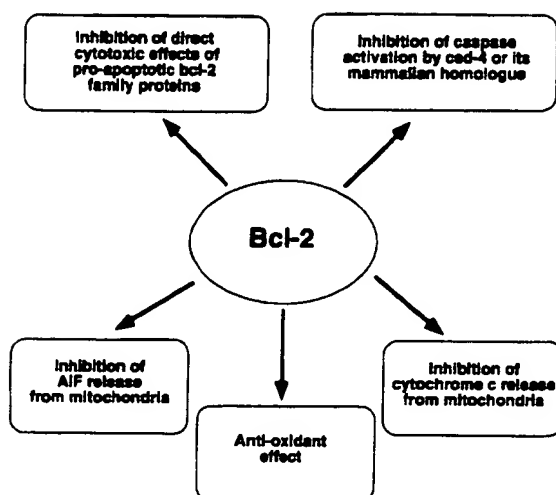 Inhibition of direct
cytotoxic effects of
pro-apoptotic bcl-2
family proteins
Inhibition of caspase
activation by ced-4 or its
mammalian homologue
Bcl-2
Inhibition of
AIF release
from mitochondria
Anti-oxidant
effect
Inhibition of
cytochrome c release
from mitochondria